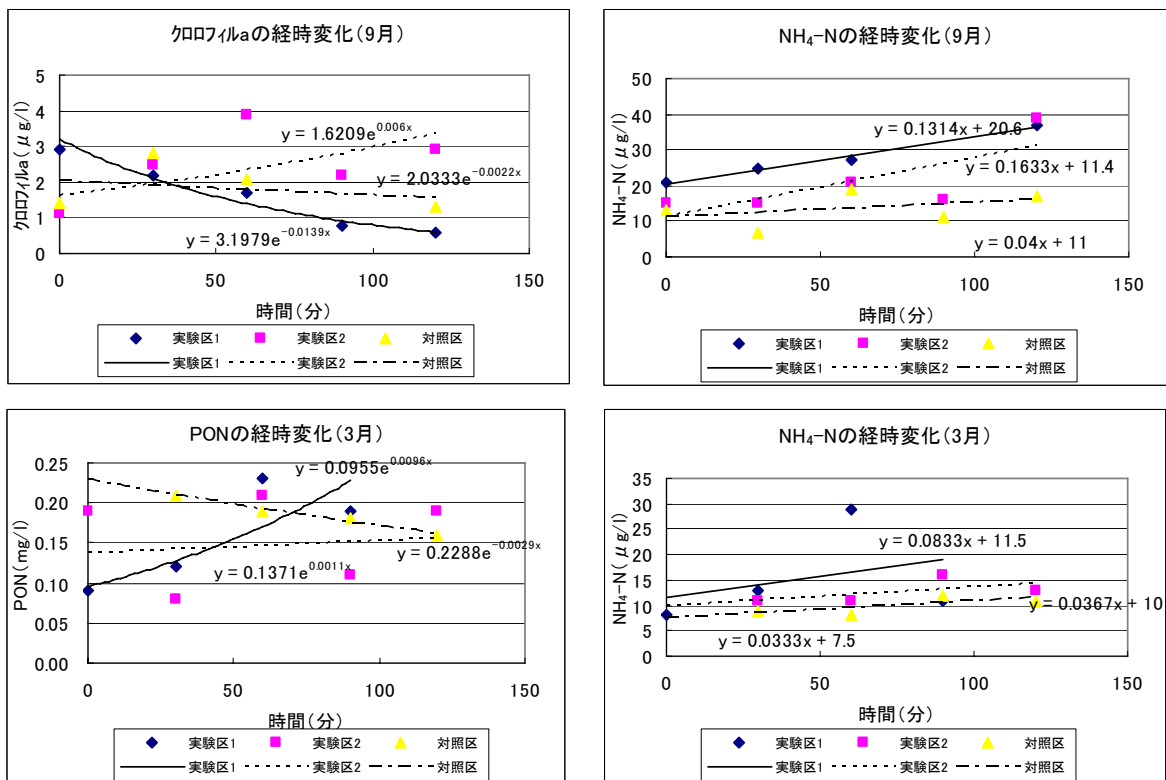 クロロフィルaの経時変化(9月)
クロロフィルa(μg/l)
5
4
3
2
1
0
y = 1.6209e^0.006x
y = 2.0333e^-0.0022x
y = 3.1979e^-0.0139x
0 50 100 150
時間(分)
実験区1 実験区2 対照区
実験区1 実験区2 対照区
NH₄-Nの経時変化(9月)
NH₄-N(μg/l)
50
40
30
20
10
0
y = 0.1314x + 20.6
y = 0.1633x + 11.4
y = 0.04x + 11
0 50 100 150
時間(分)
実験区1 実験区2 対照区
実験区1 実験区2 対照区
PONの経時変化(3月)
PON(mg/l)
0.25
0.20
0.15
0.10
0.05
0.00
y = 0.0955e^0.0096x
y = 0.2288e^-0.0029x
y = 0.1371e^0.0011x
0 50 100 150
時間(分)
実験区1 実験区2 対照区
実験区1 実験区2 対照区
NH₄-Nの経時変化(3月)
NH₄-N(μg/l)
35
30
25
20
15
10
5
0
y = 0.0833x + 11.5
y = 0.0367x + 10
y = 0.0333x + 7.5
0 50 100 150
時間(分)
実験区1 実験区2 対照区
実験区1 実験区2 対照区